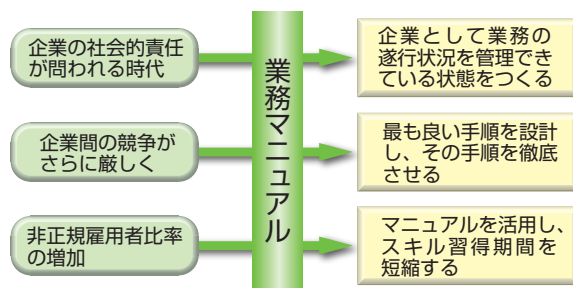 企業の社会的責任
が問われる時代
企業間の競争が
さらに厳しく
非正規雇用者比率
の増加
業務マニュアル
企業として業務の
遂行状況を管理でき
ている状態をつくる
最も良い手順を設計
し、その手順を徹底
させる
マニュアルを活用し、
スキル習得期間を
短縮する